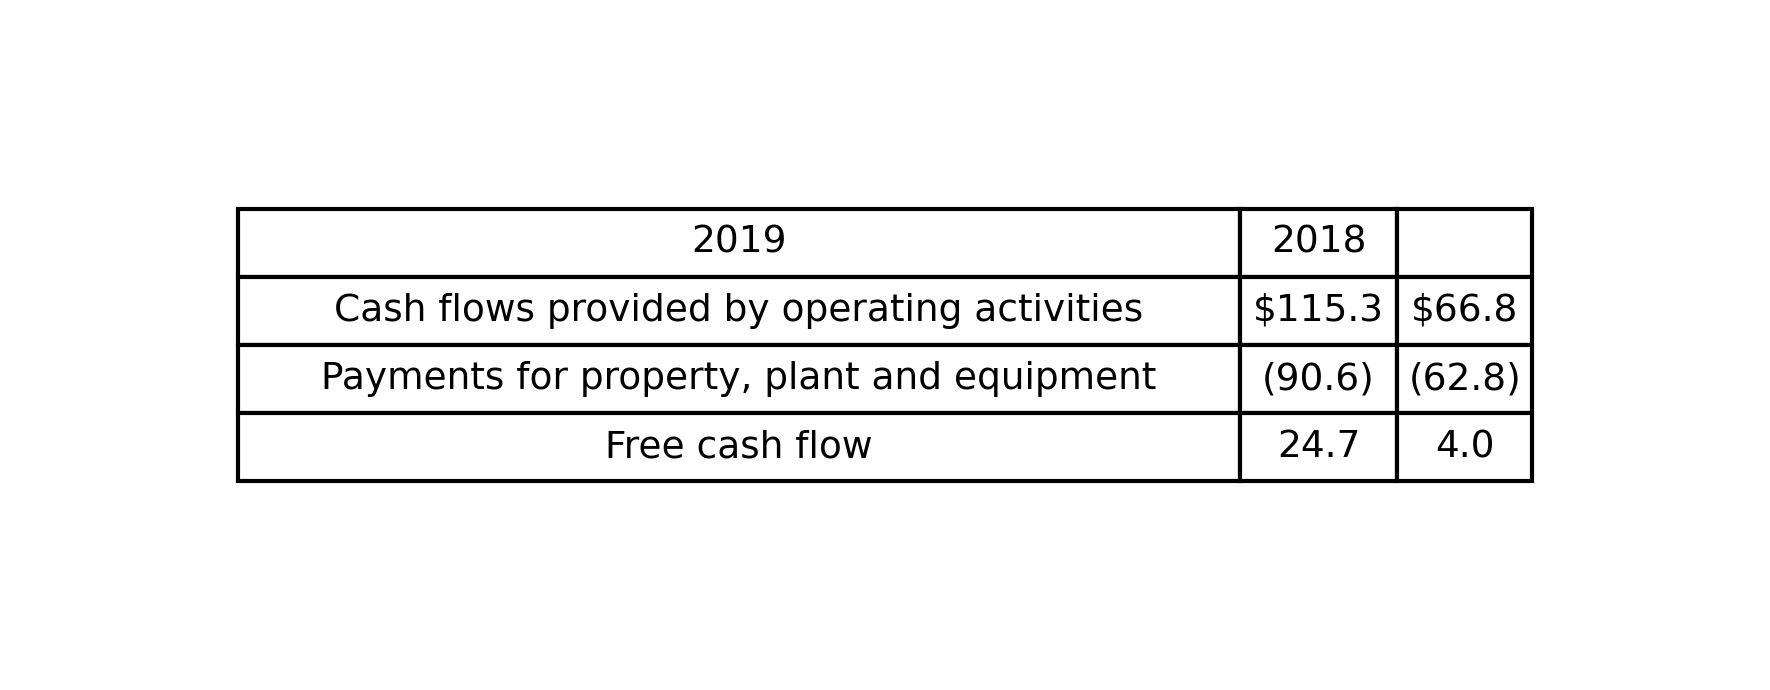 2019 2018
Cash flows provided by operating activities $115.3 $66.8
Payments for property, plant and equipment (90.6) (62.8)
Free cash flow 24.7 4.0